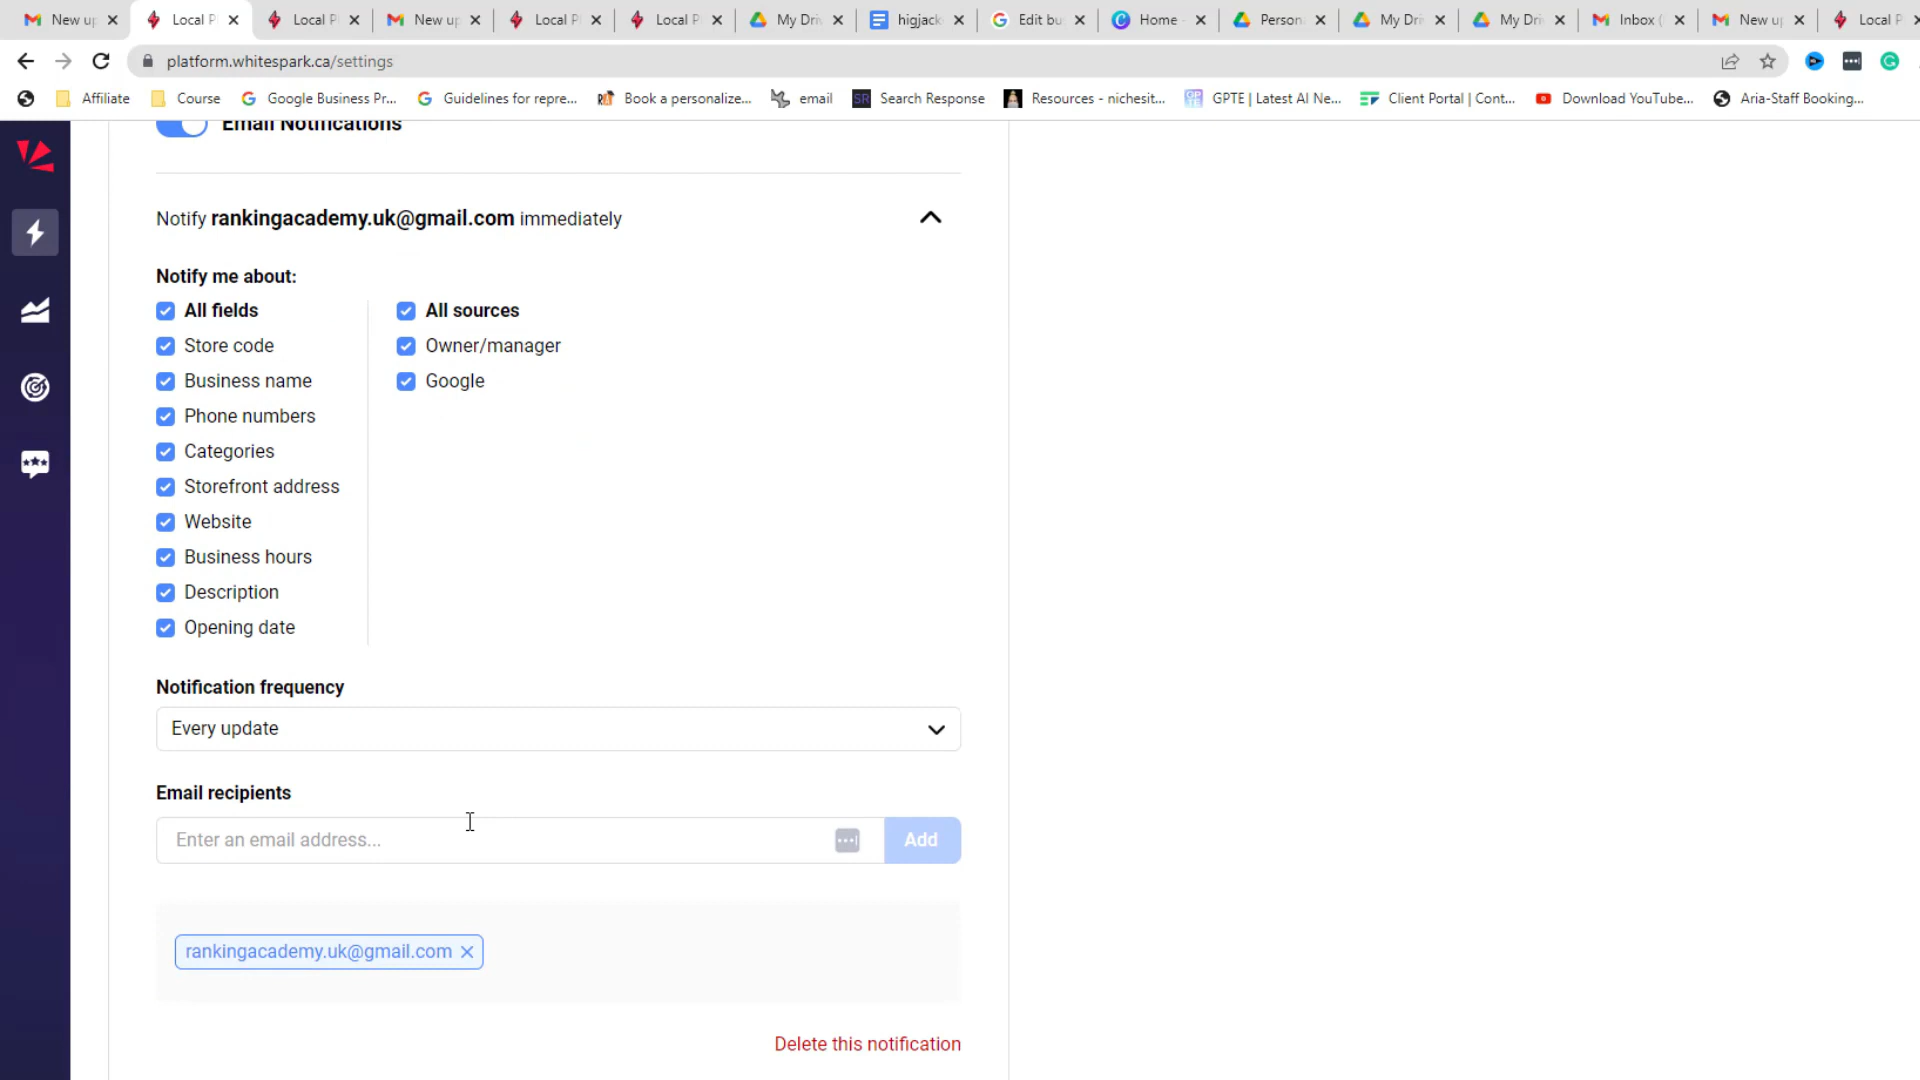 New up Local P Local P New up Local P Local P My Dri higjack Edit bu Home Person My Dri My Dri Inbox ( New up Local P
platform.whitespark.ca/settings
Affiliate Course Google Business Pr... Guidelines for repre... Book a personalize... email SR Search Response Resources - nichesit... GPTE | Latest AI Ne... Client Portal | Cont... Download YouTube... Aria-Staff Booking...
Email Notifications
Notify rankingacademy.uk@gmail.com immediately
Notify me about:
All fields All sources
Store code Owner/manager
Business name Google
Phone numbers
Categories
Storefront address
Website
Business hours
Description
Opening date
Notification frequency
Every update
Email recipients
Enter an email address... Add
rankingacademy.uk@gmail.com
Delete this notification